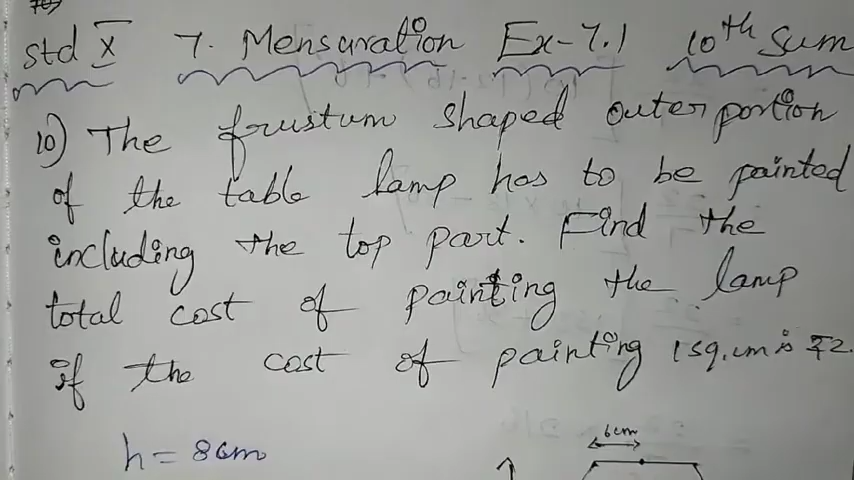 std X 7. Mensuration Ex-7.1 10th Sum
10) The frustum shaped outer portion
of the table lamp has to be painted
including the top part. Find the
total cost of painting the lamp
if the cost of painting 1 sq.cm is ₹2.
6cm
h = 8cm